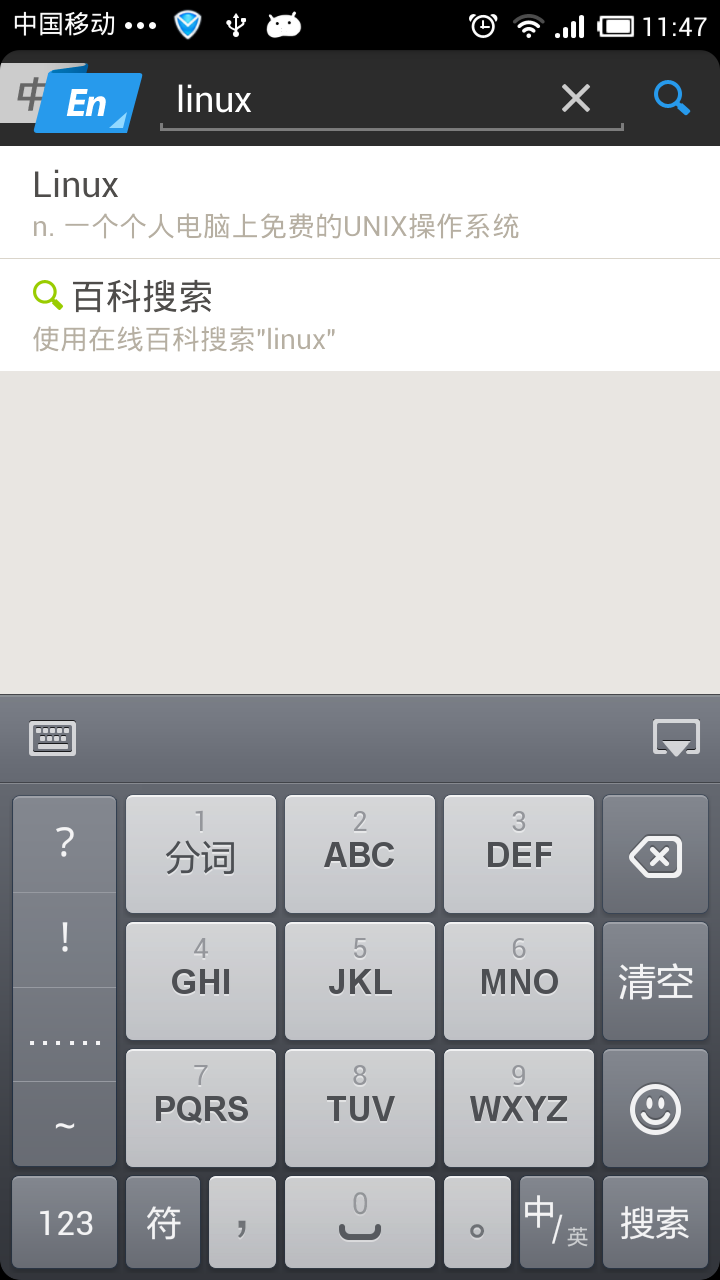 中国移动 ••• 11:47
中 En linux
Linux
n. 一个个人电脑上免费的UNIX操作系统
百科搜索
使用在线百科搜索"linux"
? 1 2 3
分词 ABC DEF
! 4 5 6
GHI JKL MNO 清空
...... 7 8 9
PQRS TUV WXYZ
~
123 符 , 0 。 中/英 搜索